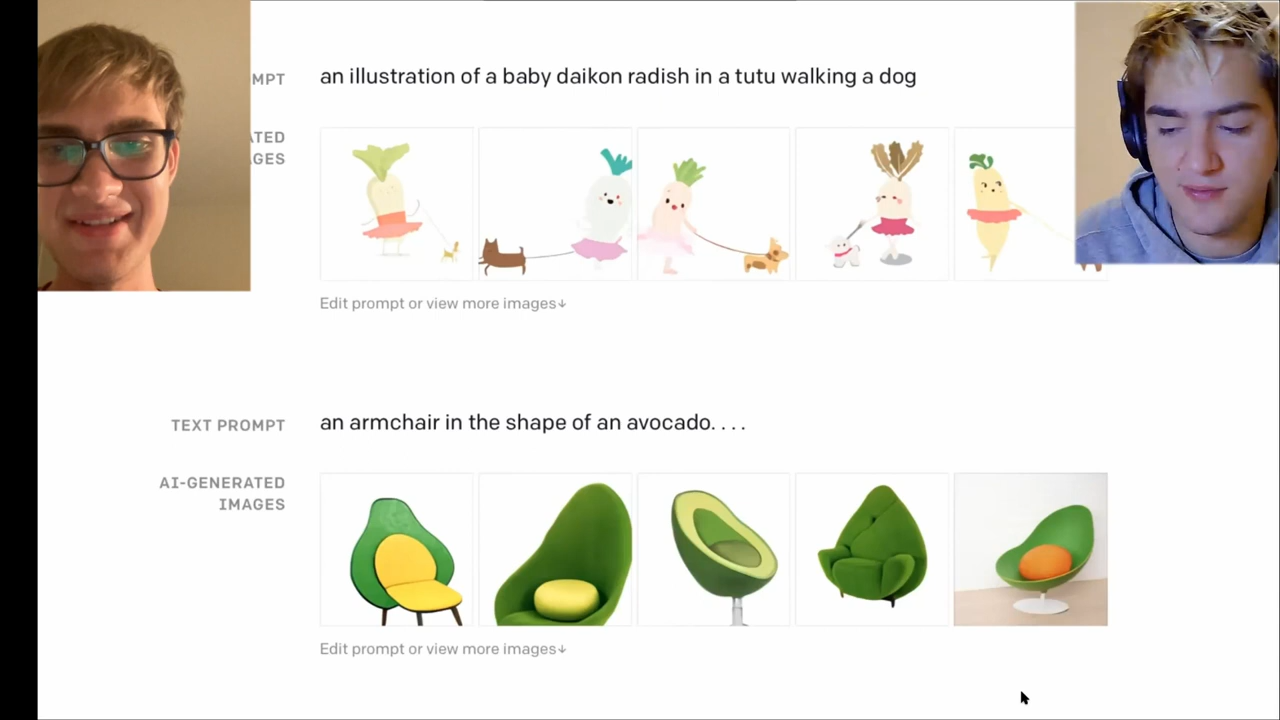 MPT
an illustration of a baby daikon radish in a tutu walking a dog
ATED
GES
Edit prompt or view more images↓
TEXT PROMPT
an armchair in the shape of an avocado. . . .
AI-GENERATED
IMAGES
Edit prompt or view more images↓